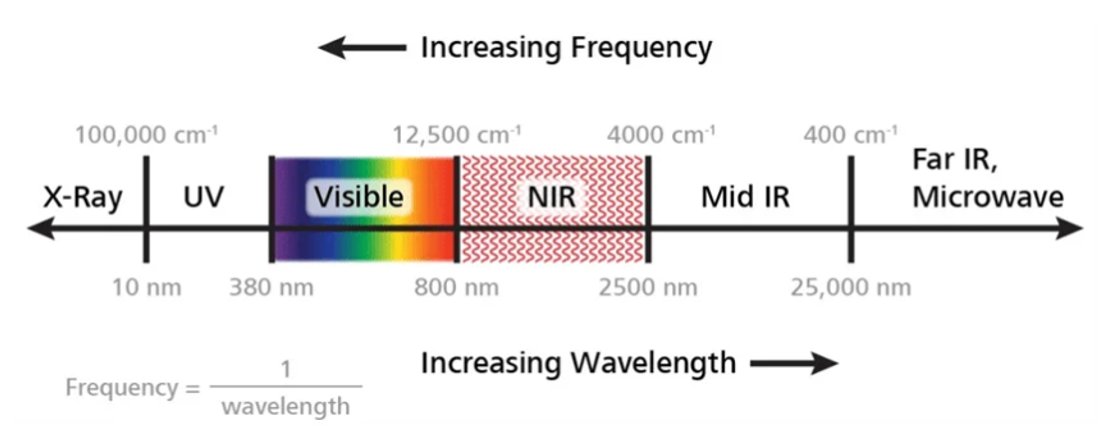 Increasing Frequency
100,000 cm⁻¹
12,500 cm⁻¹
4000 cm⁻¹
400 cm⁻¹
X-Ray
UV
Visible
NIR
Mid IR
Far IR,
Microwave
10 nm
380 nm
800 nm
2500 nm
25,000 nm
Increasing Wavelength
Frequency = 1
wavelength